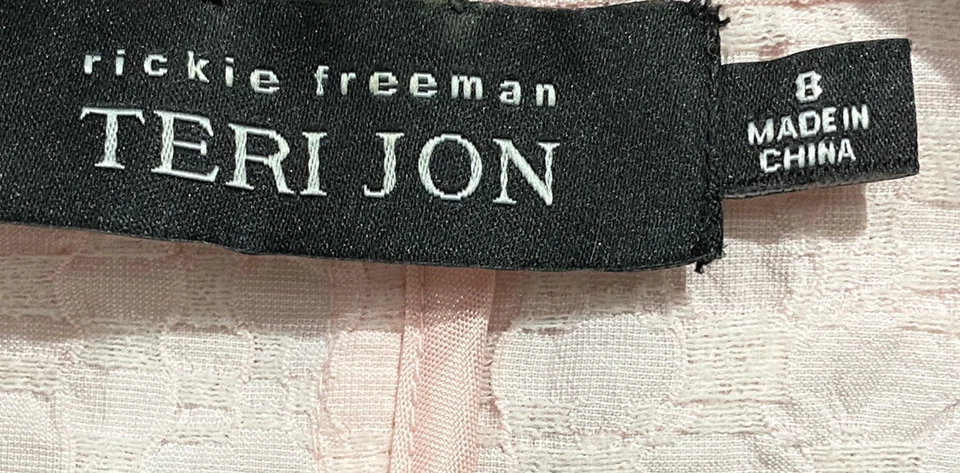 rickie freeman
TERI JON
8
MADE IN
CHINA